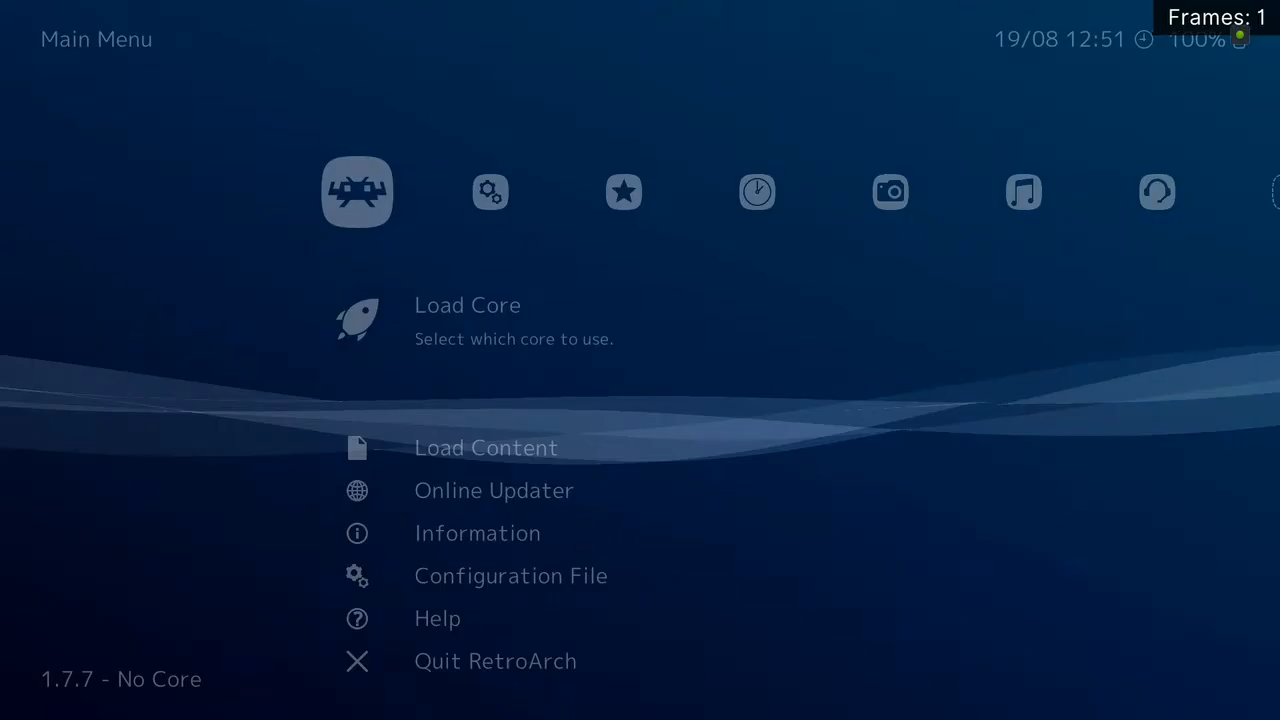 Frames: 1
Main Menu
19/08 12:51
100%
Load Core
Select which core to use.
Load Content
Online Updater
Information
Configuration File
Help
Quit RetroArch
1.7.7 - No Core